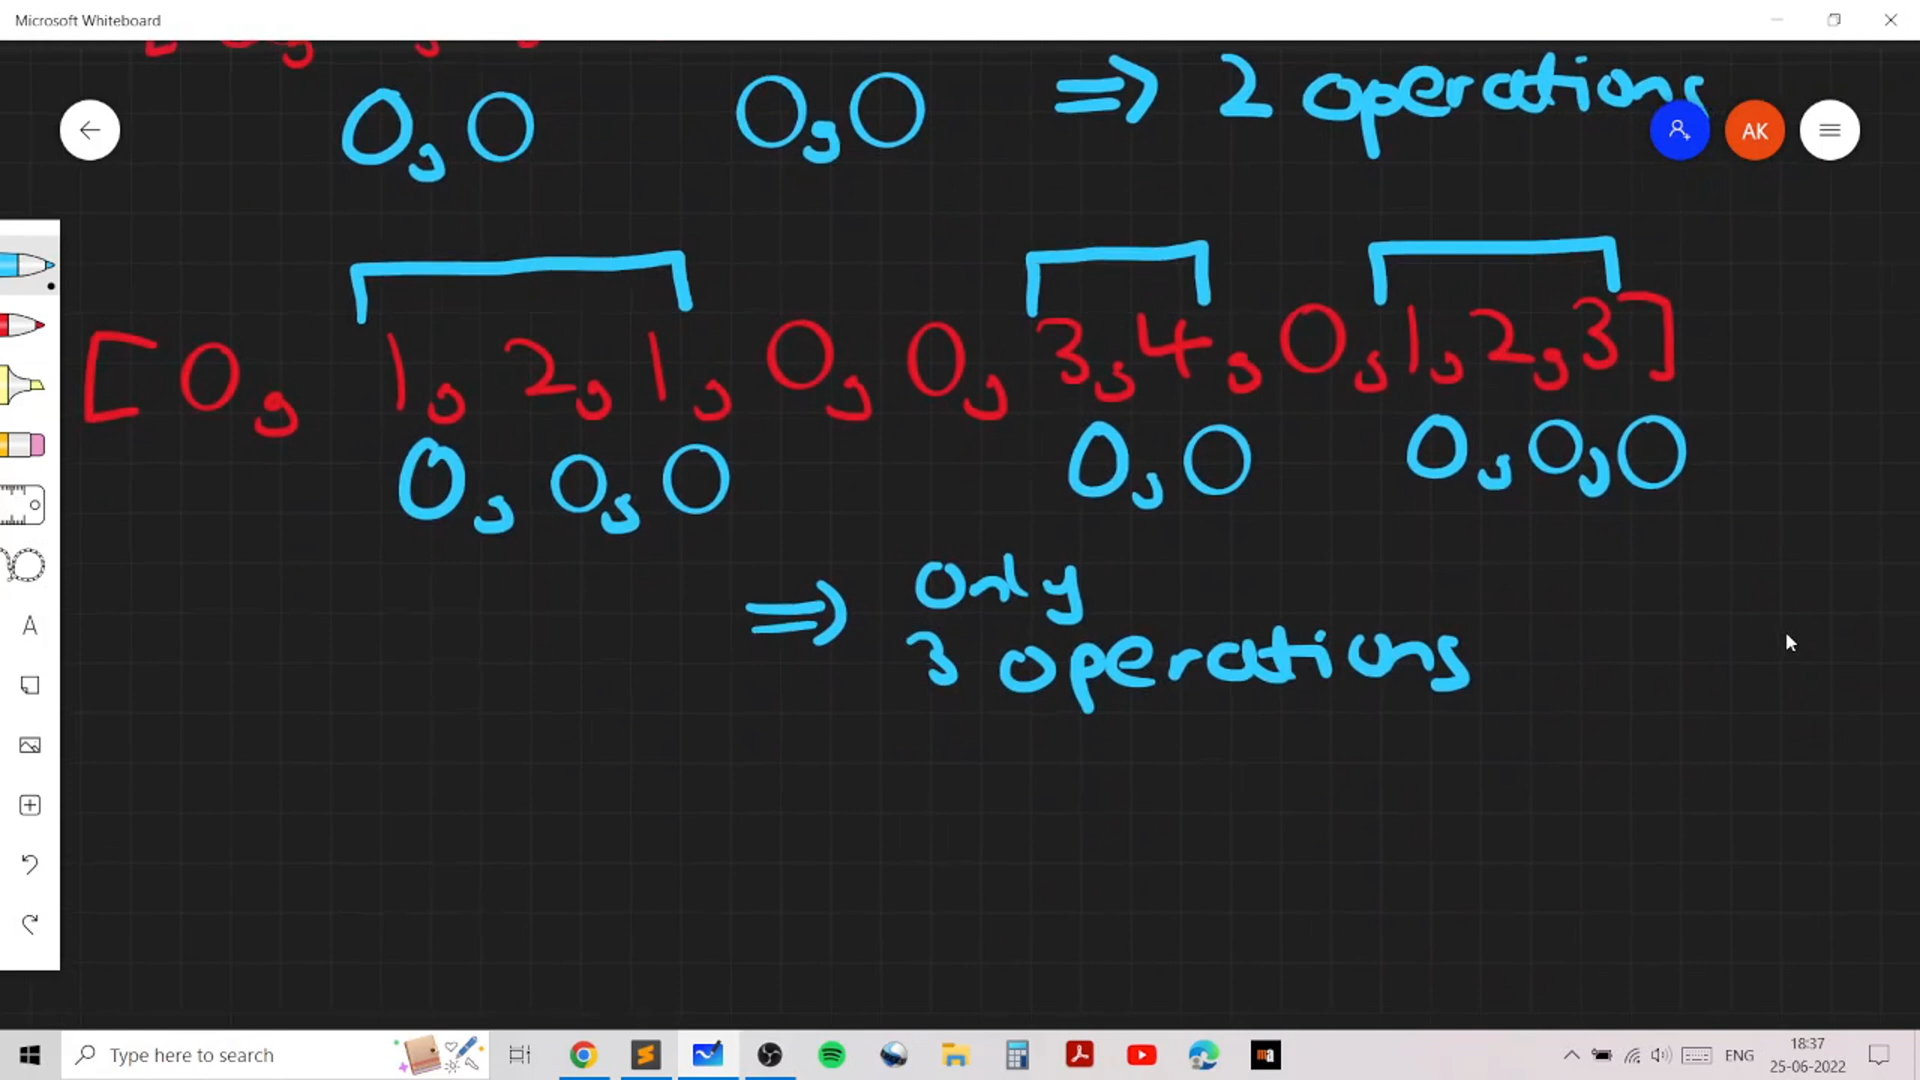 Microsoft Whiteboard
0,0 0,0 => 2 operations
AK
[0, 1, 2, 1, 0, 0, 3, 4, 0, 1, 2, 3]
0, 0, 0 0, 0 0, 0, 0
=> Only
3 operations
A
Type here to search
ma
ENG
18:37
25-06-2022